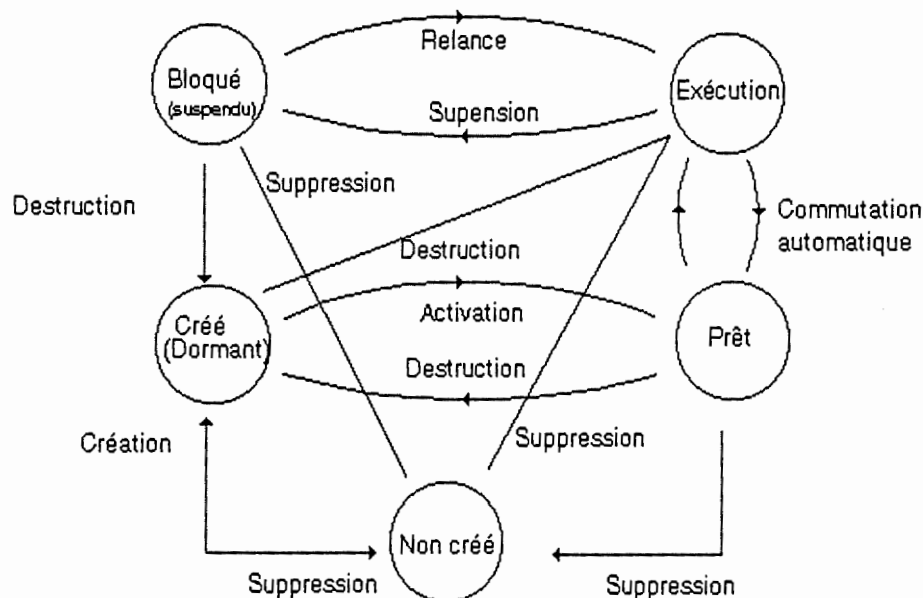 Relance
Bloqué
(suspendu)
Exécution
Supension
Suppression
Destruction
Commutation
automatique
Destruction
Activation
Créé
(Dormant)
Prêt
Destruction
Création
Suppression
Non créé
Suppression
Suppression